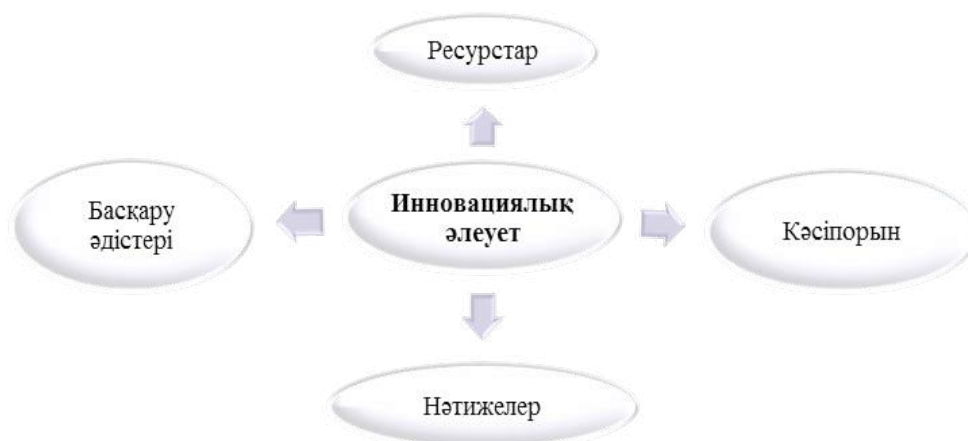 Ресурстар
Басқару
әдістері
Инновациялық
әлеует
Кәсіпорын
Нәтижелер